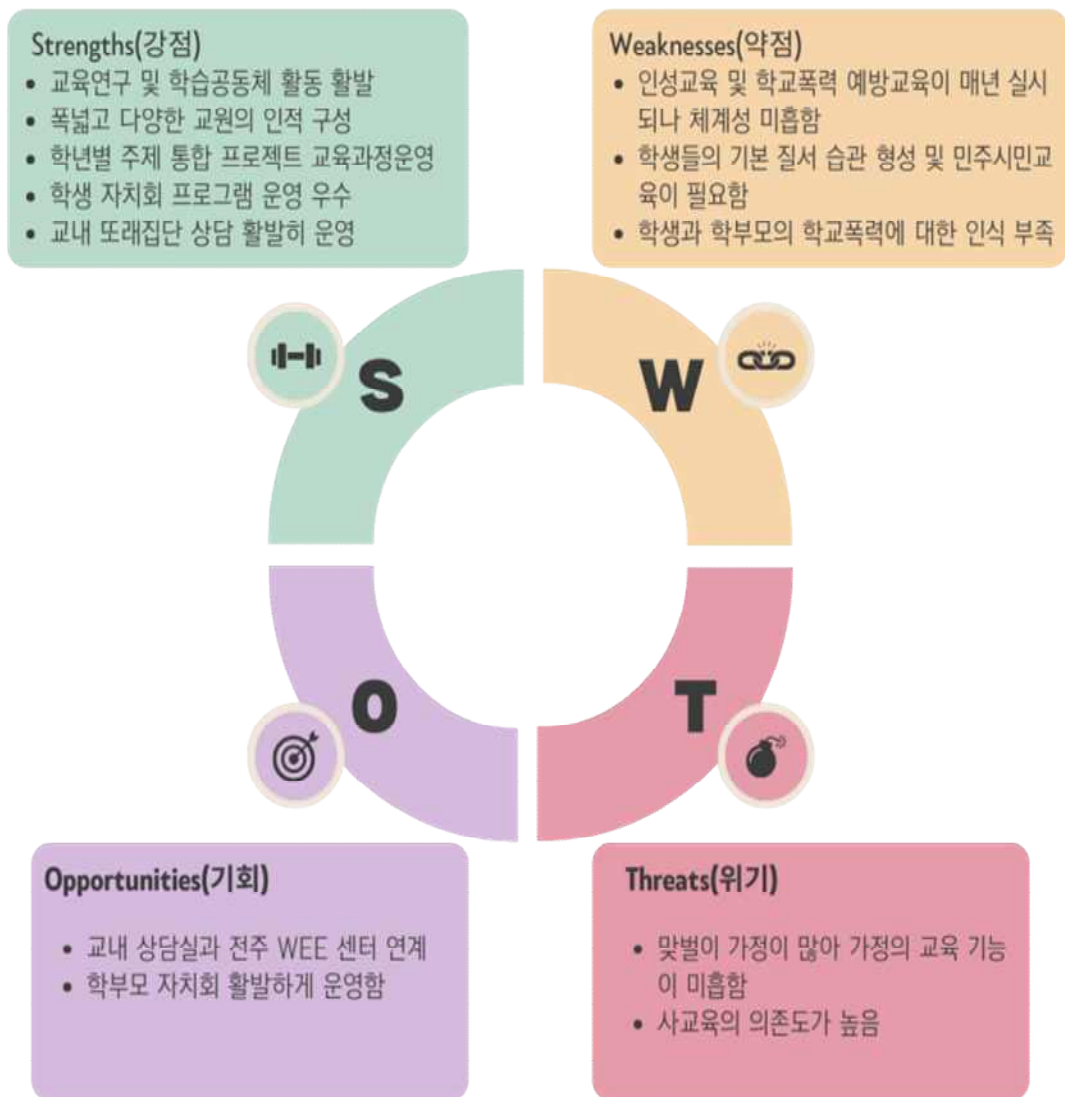 Strengths(강점)
• 교육연구 및 학습공동체 활동 활발
• 폭넓고 다양한 교원의 인적 구성
• 학년별 주제 통합 프로젝트 교육과정운영
• 학생 자치회 프로그램 운영 우수
• 교내 또래집단 상담 활발히 운영
Weaknesses(약점)
• 인성교육 및 학교폭력 예방교육이 매년 실시
되나 체계성 미흡함
• 학생들의 기본 질서 습관 형성 및 민주시민교
육이 필요함
• 학생과 학부모의 학교폭력에 대한 인식 부족
S
W
O
T
Opportunities(기회)
• 교내 상담실과 전주 WEE 센터 연계
• 학부모 자치회 활발하게 운영함
Threats(위기)
• 맞벌이 가정이 많아 가정의 교육 기능
이 미흡함
• 사교육의 의존도가 높음